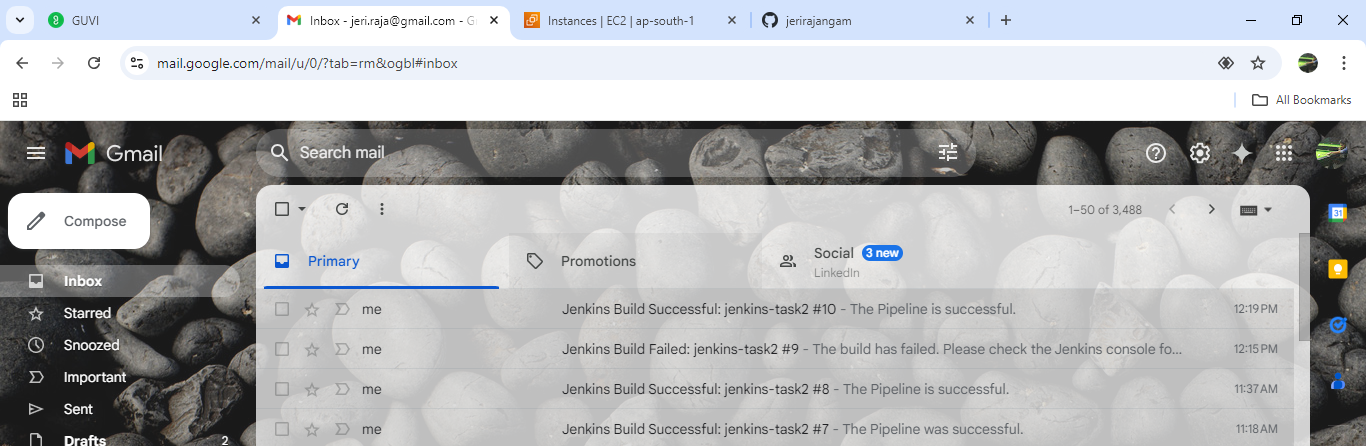 GUVI
Inbox - jeri.raja@gmail.com - G
Instances | EC2 | ap-south-1
jerirajangam
mail.google.com/mail/u/0/?tab=rm&ogbl#inbox
All Bookmarks
Gmail
Search mail
Compose
1–50 of 3,488
Primary
Promotions
Social 3 new
LinkedIn
Inbox
Starred
Snoozed
Important
Sent
Drafts 2
me Jenkins Build Successful: jenkins-task2 #10 - The Pipeline is successful. 12:19 PM
me Jenkins Build Failed: jenkins-task2 #9 - The build has failed. Please check the Jenkins console fo... 12:15 PM
me Jenkins Build Successful: jenkins-task2 #8 - The Pipeline is successful. 11:37 AM
me Jenkins Build Successful: jenkins-task2 #7 - The Pipeline was successful. 11:18 AM
31